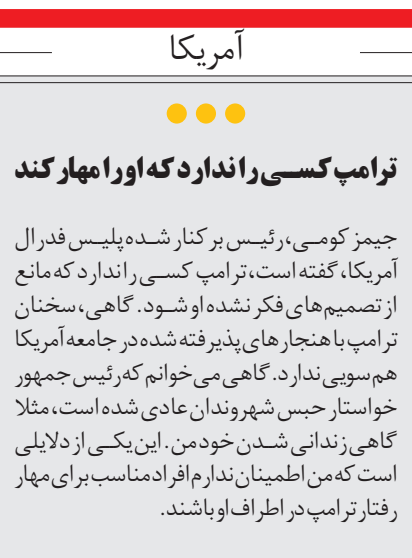 آمریکا
ترامپ کسی را ندارد که او را مهار کند
جیمز کومی، رئیس برکنار شده پلیس فدرال
آمریکا، گفته است، ترامپ کسی را ندارد که مانع
از تصمیم‌های فکر نشده او شود. گاهی، سخنان
ترامپ با هنجارهای پذیرفته شده در جامعه آمریکا
هم‌سویی ندارد. گاهی می‌خوانم که رئیس جمهور
خواستار حبس شهروندان عادی شده است، مثلا
گاهی زندانی شدن خود من. این یکی از دلایلی
است که من اطمینان ندارم افراد مناسب برای مهار
رفتار ترامپ در اطراف او باشند.